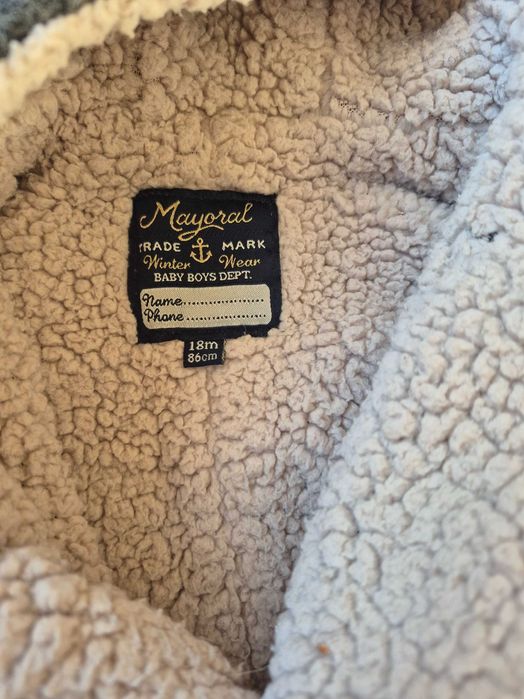 Mayoral
TRADE MARK
Winter Wear
BABY BOYS DEPT.
Name......................
Phone.....................
18m
86cm